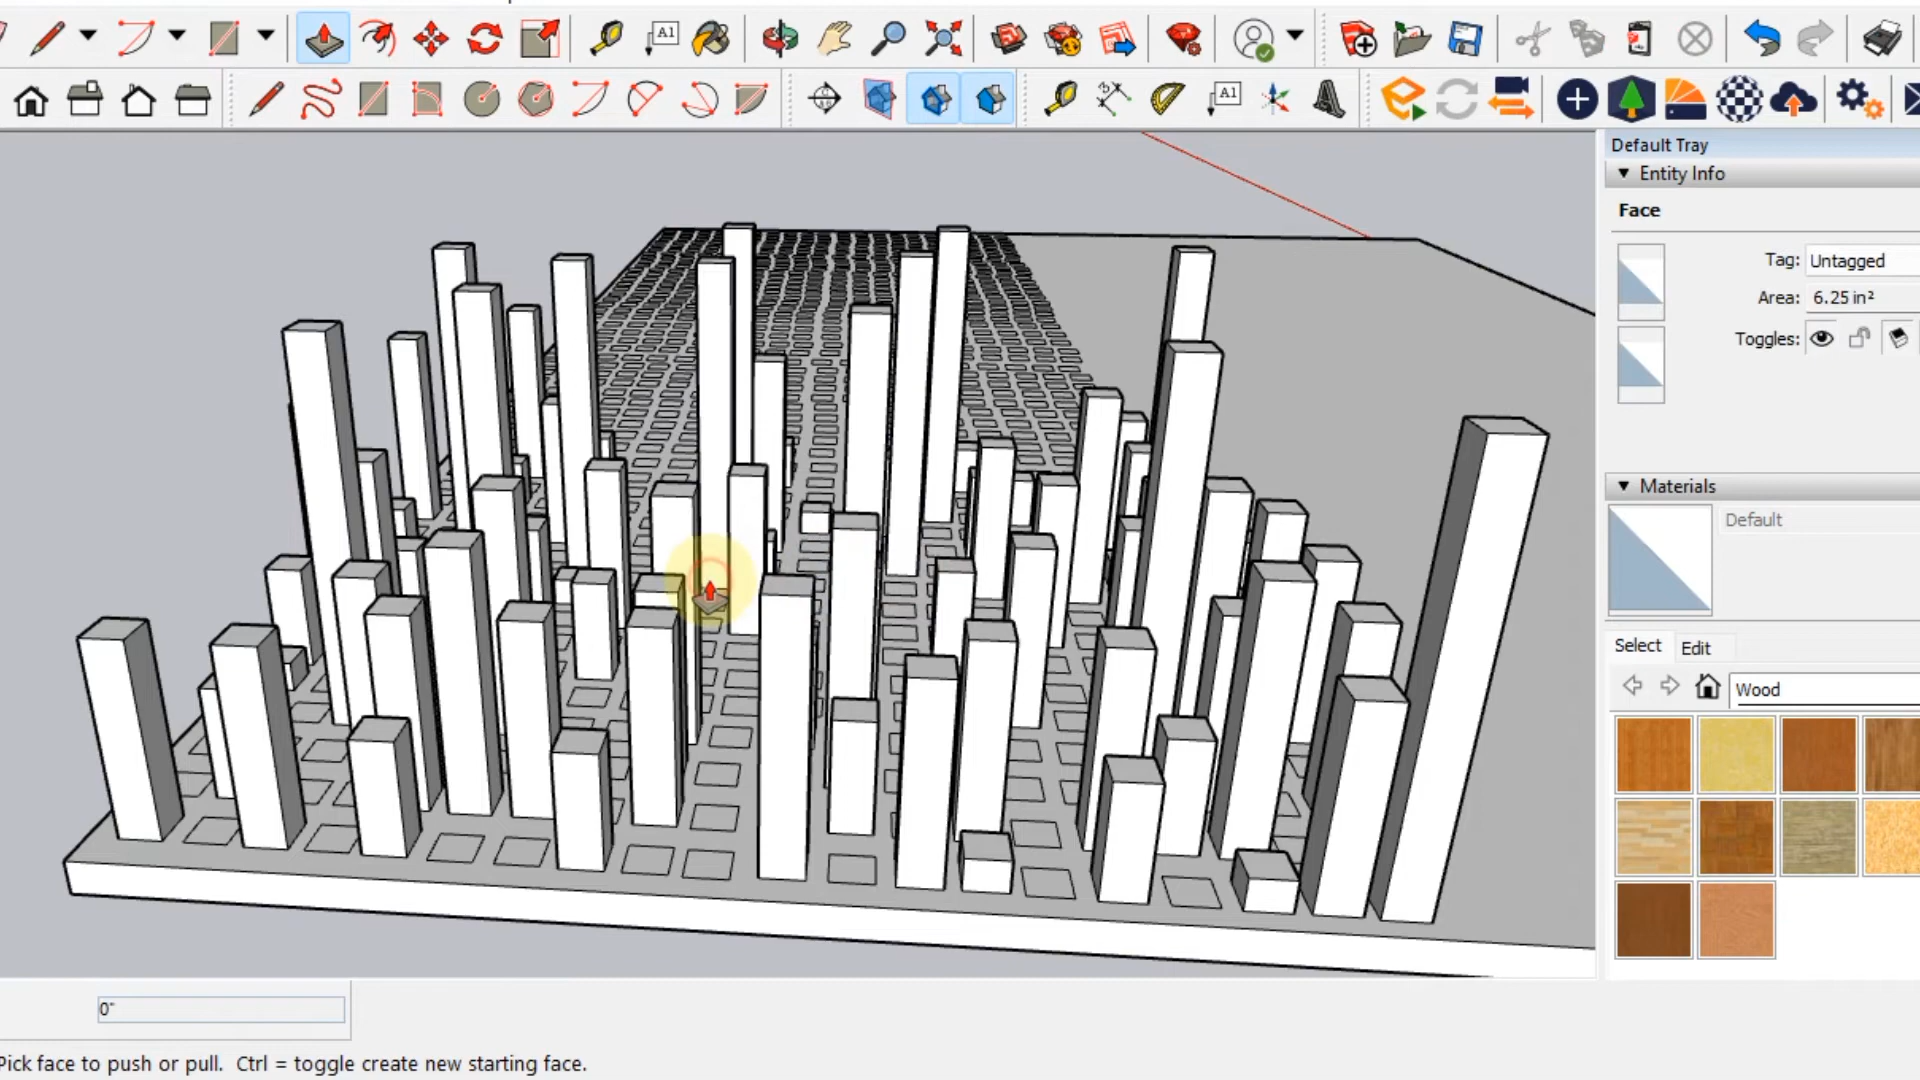 A1
A1
Default Tray
Entity Info
Face
Tag: Untagged
Area: 6.25 in²
Toggles:
Materials
Default
Select Edit
Wood
0"
Pick face to push or pull. Ctrl = toggle create new starting face.